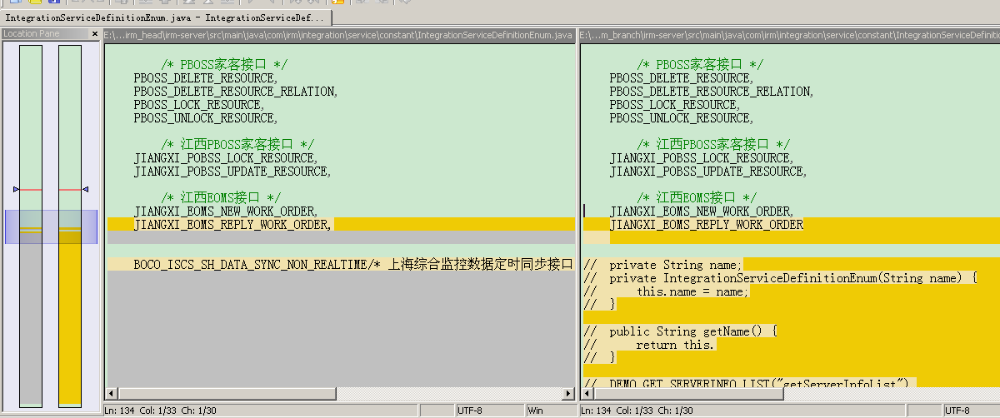 IntegrationServiceDefinitionEnum.java - IntegrationServiceDef...
Location Pane
E:\...irm_head\irm-server\src\main\java\com\irm\integration\service\constant\IntegrationServiceDefinitionEnum.java
/* PBOSS家客接口 */
PBOSS_DELETE_RESOURCE,
PBOSS_DELETE_RESOURCE_RELATION,
PBOSS_LOCK_RESOURCE,
PBOSS_UNLOCK_RESOURCE,
/* 江西PBOSS家客接口 */
JIANGXI_POBSS_LOCK_RESOURCE,
JIANGXI_POBSS_UPDATE_RESOURCE,
/* 江西EOMS接口 */
JIANGXI_EOMS_NEW_WORK_ORDER,
JIANGXI_EOMS_REPLY_WORK_ORDER,
BOCO_ISCS_SH_DATA_SYNC_NON_REALTIME/* 上海综合监控数据定时同步接口
Ln: 134 Col: 1/33 Ch: 1/30
UTF-8
Win
E:\...m_branch\irm-server\src\main\java\com\irm\integration\service\constant\IntegrationServiceDefinitionEnum
/* PBOSS家客接口 */
PBOSS_DELETE_RESOURCE,
PBOSS_DELETE_RESOURCE_RELATION,
PBOSS_LOCK_RESOURCE,
PBOSS_UNLOCK_RESOURCE,
/* 江西PBOSS家客接口 */
JIANGXI_POBSS_LOCK_RESOURCE,
JIANGXI_POBSS_UPDATE_RESOURCE,
/* 江西EOMS接口 */
JIANGXI_EOMS_NEW_WORK_ORDER,
JIANGXI_EOMS_REPLY_WORK_ORDER
// private String name;
// private IntegrationServiceDefinitionEnum(String name) {
// this.name = name;
// }
// public String getName() {
// return this.
// }
// DEMO_GET_SERVERINFO_LIST("getServerInfoList")
Ln: 134 Col: 1/33 Ch: 1/30
UTF-8